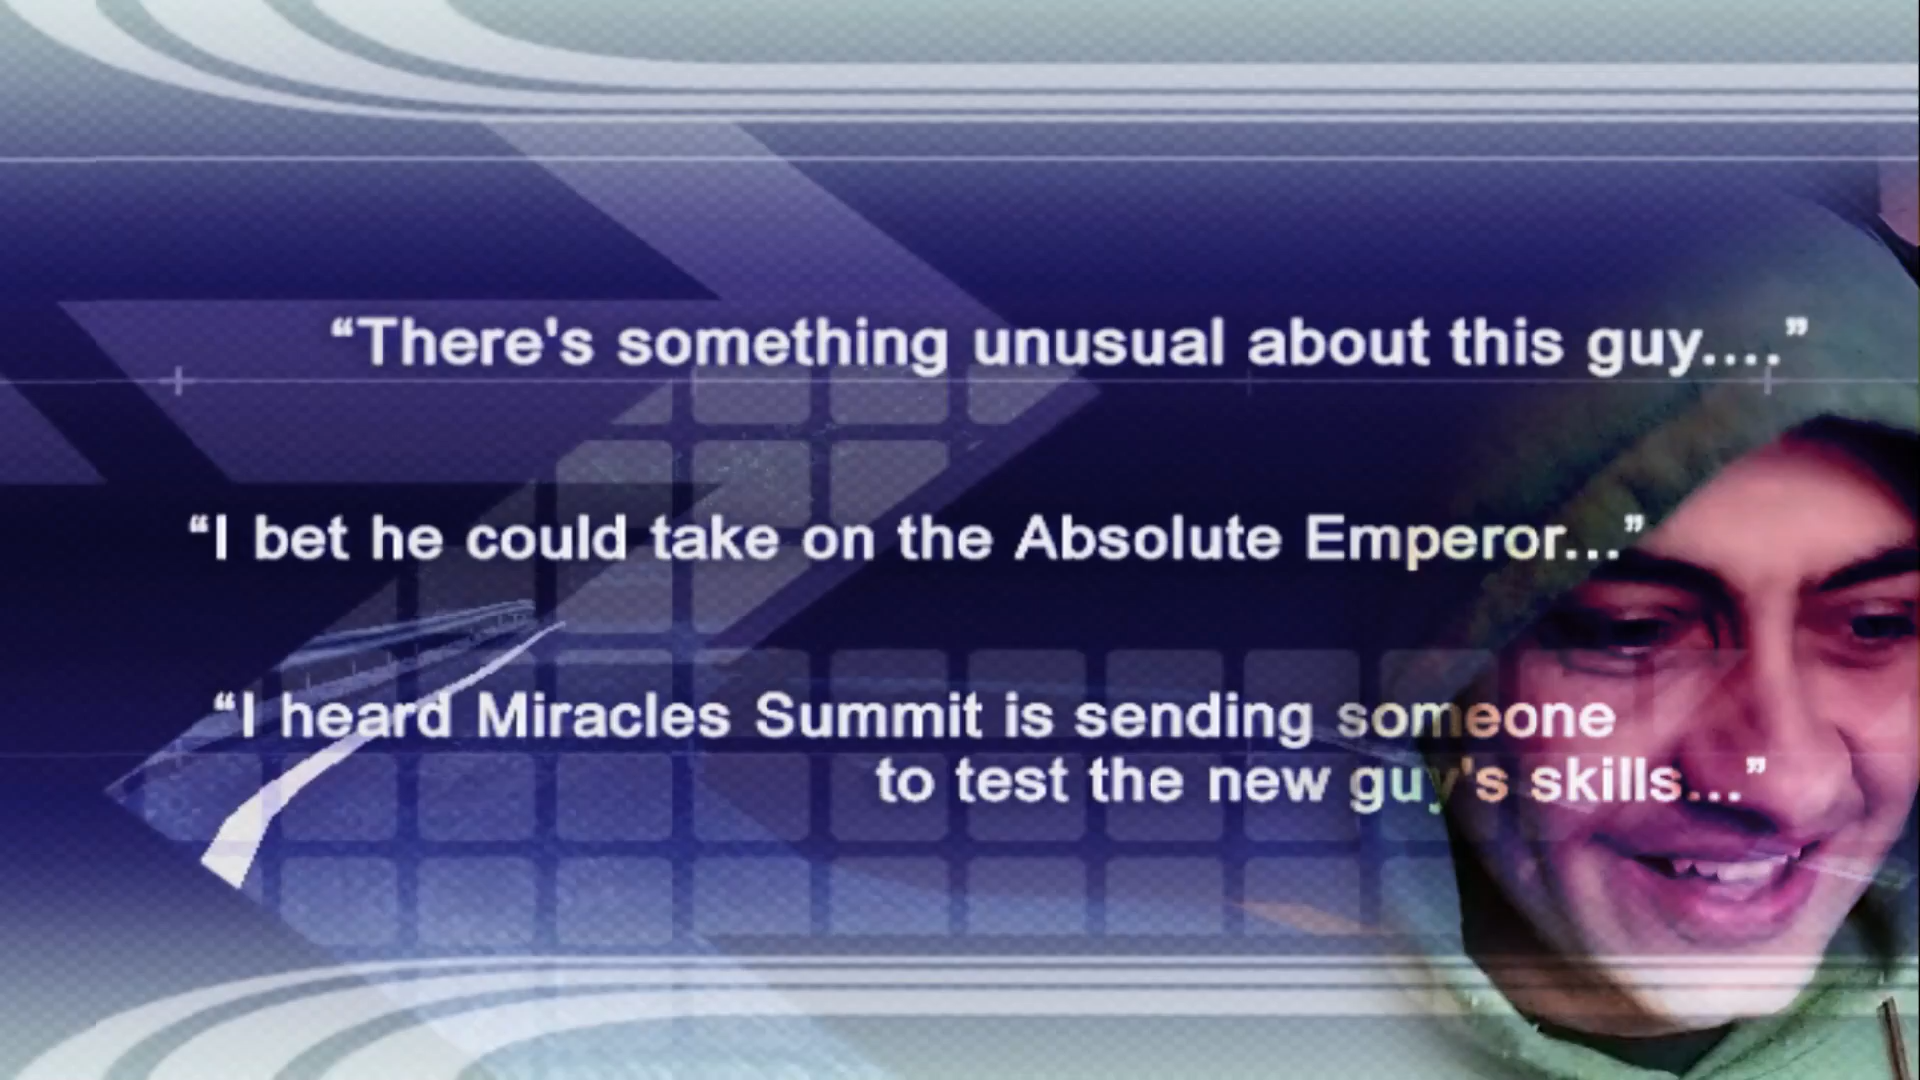 “There's something unusual about this guy....”
“I bet he could take on the Absolute Emperor...”
“I heard Miracles Summit is sending someone
to test the new guy's skills...”